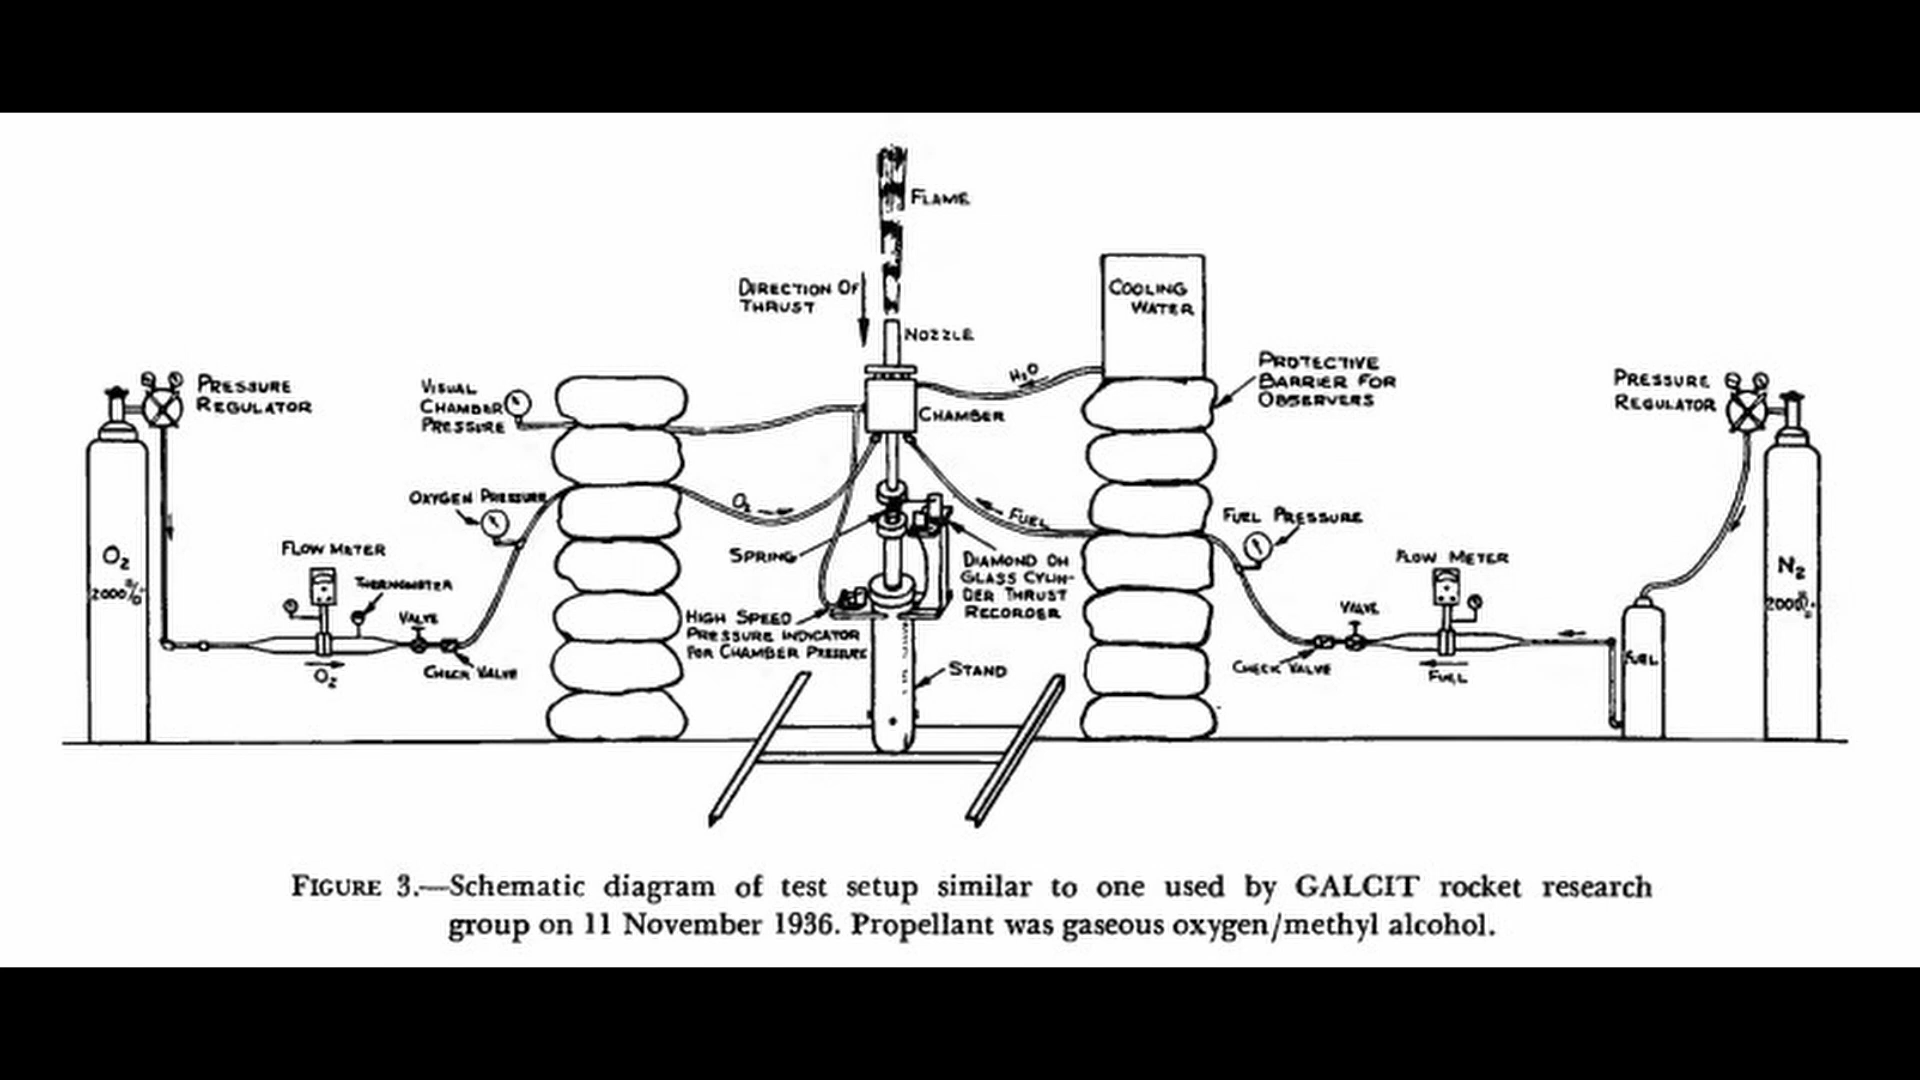 FLAME
DIRECTION OF
THRUST
NOZZLE
COOLING
WATER
H2O
PROTECTIVE
BARRIER FOR
OBSERVERS
PRESSURE
REGULATOR
VISUAL
CHAMBER
PRESSURE
CHAMBER
PRESSURE
REGULATOR
OXYGEN PRESSURE
O2
FUEL
FUEL PRESSURE
O2
2000
FLOW METER
THERMOMETER
VALVE
CHECK VALVE
O2
SPRING
DIAMOND ON
GLASS CYLIN-
DER THRUST
RECORDER
HIGH SPEED
PRESSURE INDICATOR
FOR CHAMBER PRESSURE
STAND
FLOW METER
VALVE
CHECK VALVE
FUEL
FUEL
N2
2000
FIGURE 3.—Schematic diagram of test setup similar to one used by GALCIT rocket research
group on 11 November 1936. Propellant was gaseous oxygen/methyl alcohol.